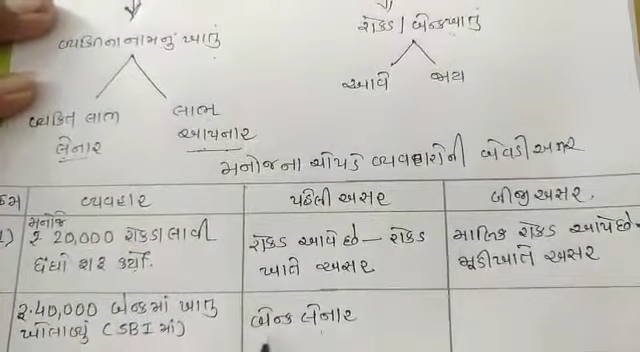 રોકડ / બેન્કખાતું
વ્યક્તિના નામનું ખાતું
આવે
જાય
વ્યક્તિ લાભ
લેનાર
લાભ
આપનાર
મનોજના ચોપડે વ્યવહારોની બેવડી અસર
ક્રમ વ્યવહાર પહેલી અસર બીજી અસર.
1) મનોજે
₹ 20,000 રોકડા લાવી
ધંધો શરૂ કર્યો.
રોકડ આવે છે – રોકડ
ખાતે અસર
માલિક રોકડ આપે છે.
મૂડીખાતે અસર
₹.40,000 બેન્કમાં ખાતુ
ખોલાવ્યું (SBI માં)
બેન્ક લેનાર